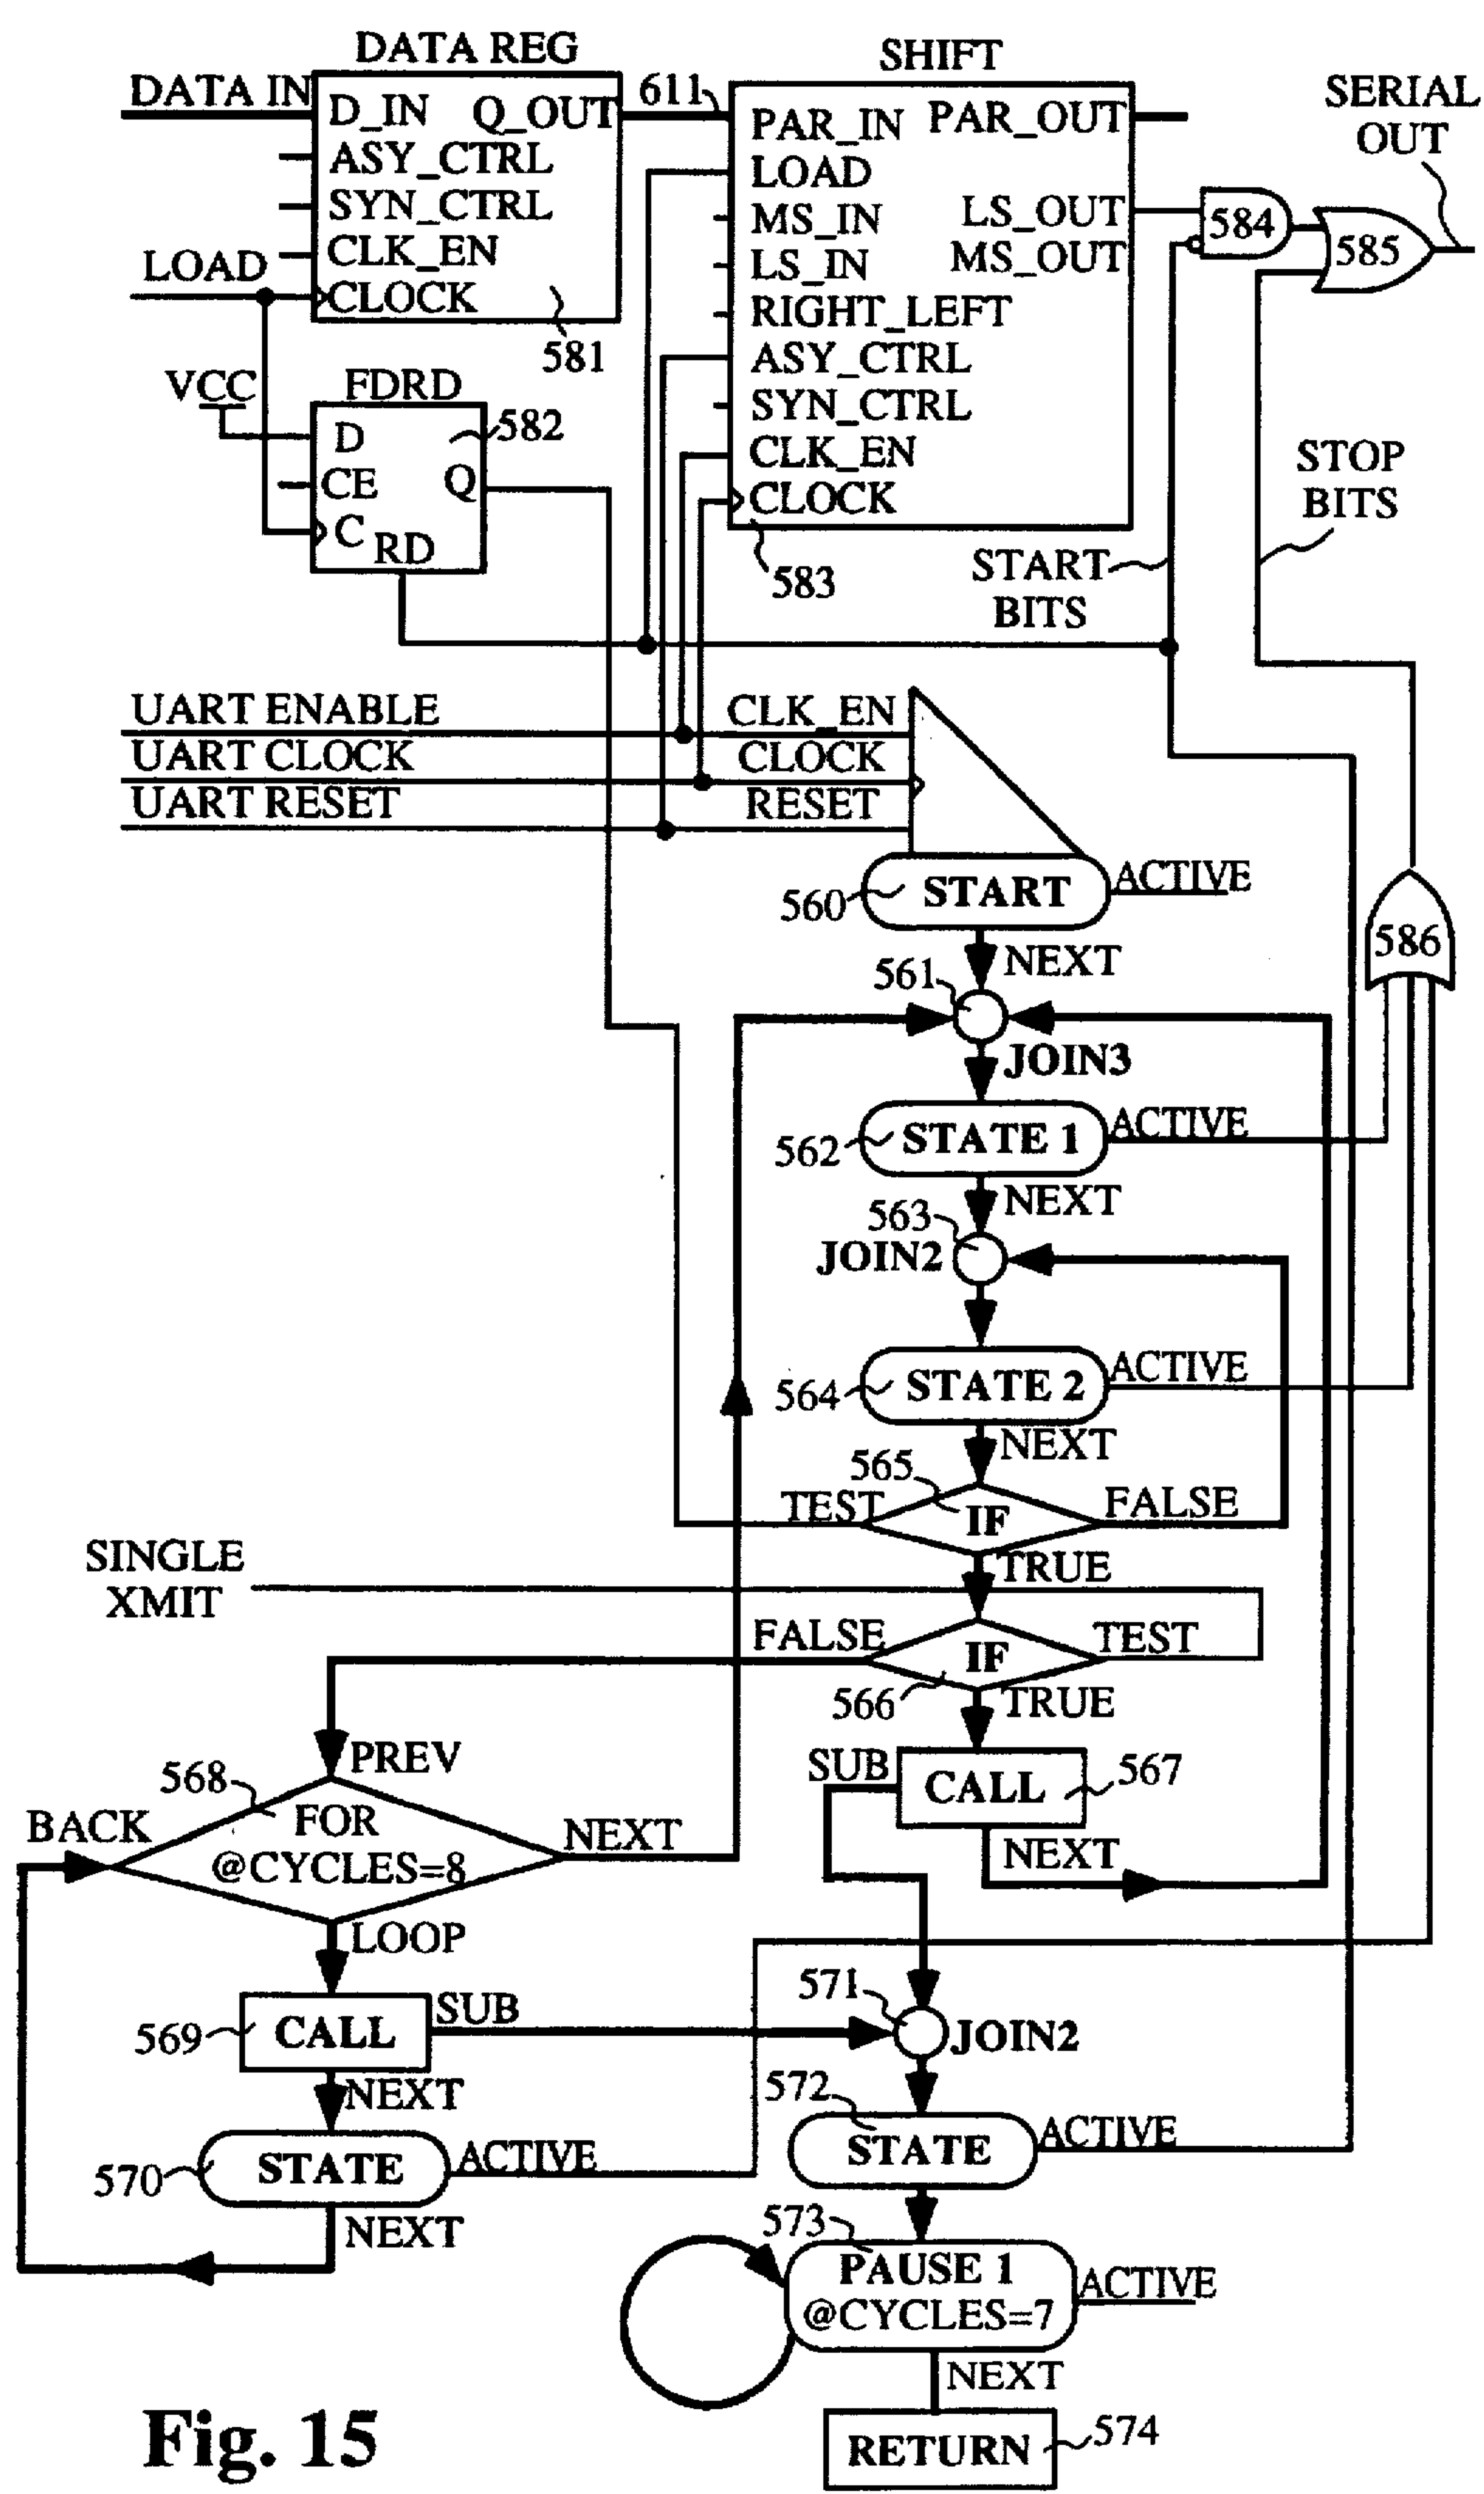 DATA REG
SHIFT
DATA IN
D_IN Q_OUT
ASY_CTRL
SYN_CTRL
CLK_EN
CLOCK
LOAD
581
611
PAR_IN PAR_OUT
LOAD
MS_IN LS_OUT
LS_IN MS_OUT
RIGHT_LEFT
ASY_CTRL
SYN_CTRL
CLK_EN
CLOCK
583
584
585
SERIAL
OUT
VCC
FDRD
D
CE Q
C RD
582
START
BITS
STOP
BITS
UART ENABLE
UART CLOCK
UART RESET
CLK_EN
CLOCK
RESET
560
START
ACTIVE
586
NEXT
561
JOIN3
562
STATE 1
ACTIVE
NEXT
563
JOIN2
564
STATE 2
ACTIVE
NEXT
565
TEST
IF
FALSE
TRUE
SINGLE
XMIT
FALSE
IF
TEST
566
TRUE
PREV
SUB
CALL
567
568
BACK
FOR
@CYCLES=8
NEXT
NEXT
LOOP
569
CALL
SUB
571
JOIN2
NEXT
572
570
STATE
ACTIVE
STATE
ACTIVE
NEXT
573
PAUSE 1
@CYCLES=7
ACTIVE
NEXT
RETURN
574
Fig. 15